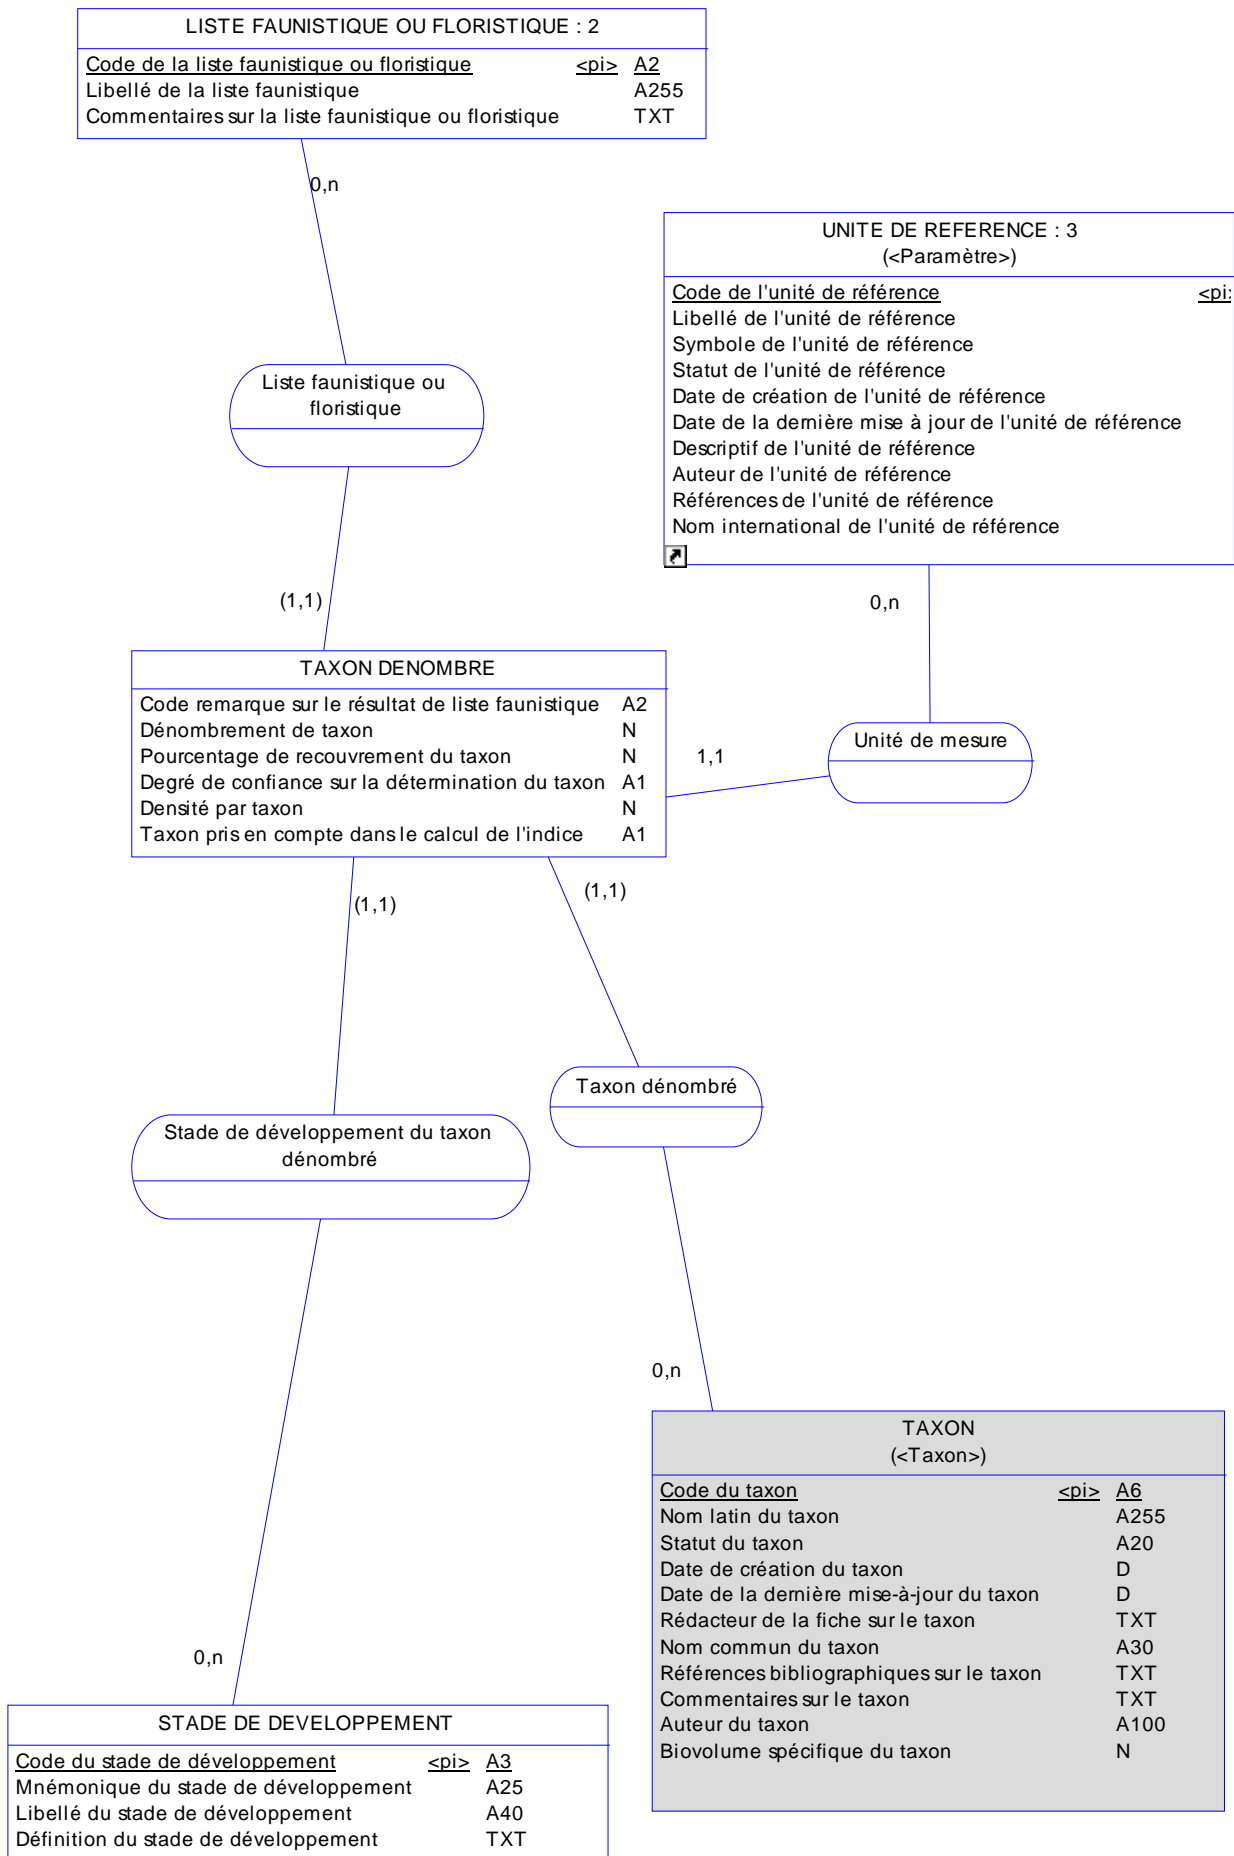 LISTE FAUNISTIQUE OU FLORISTIQUE : 2
Code de la liste faunistique ou floristique <pi> A2
Libellé de la liste faunistique A255
Commentaires sur la liste faunistique ou floristique TXT
0,n
UNITE DE REFERENCE : 3
(<Paramètre>)
Code de l'unité de référence <pi>
Libellé de l'unité de référence
Symbole de l'unité de référence
Statut de l'unité de référence
Date de création de l'unité de référence
Date de la dernière mise à jour de l'unité de référence
Descriptif de l'unité de référence
Auteur de l'unité de référence
Références de l'unité de référence
Nom international de l'unité de référence
Liste faunistique ou
floristique
(1,1)
0,n
TAXON DENOMBRE
Code remarque sur le résultat de liste faunistique A2
Dénombrement de taxon N
Pourcentage de recouvrement du taxon N
Degré de confiance sur la détermination du taxon A1
Densité par taxon N
Taxon pris en compte dans le calcul de l'indice A1
1,1
Unité de mesure
(1,1)
(1,1)
Taxon dénombré
Stade de développement du taxon
dénombré
0,n
TAXON
(<Taxon>)
Code du taxon <pi> A6
Nom latin du taxon A255
Statut du taxon A20
Date de création du taxon D
Date de la dernière mise-à-jour du taxon D
Rédacteur de la fiche sur le taxon TXT
Nom commun du taxon A30
Références bibliographiques sur le taxon TXT
Commentaires sur le taxon TXT
Auteur du taxon A100
Biovolume spécifique du taxon N
0,n
STADE DE DEVELOPPEMENT
Code du stade de développement <pi> A3
Mnémonique du stade de développement A25
Libellé du stade de développement A40
Définition du stade de développement TXT